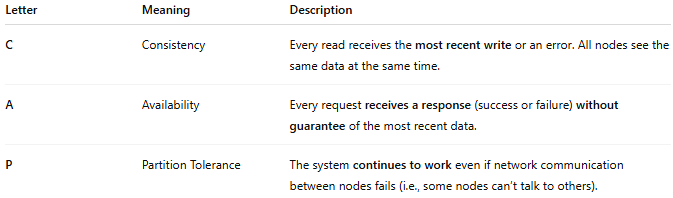 Letter Meaning Description
C Consistency Every read receives the most recent write or an error. All nodes see the
same data at the same time.
A Availability Every request receives a response (success or failure) without
guarantee of the most recent data.
P Partition Tolerance The system continues to work even if network communication
between nodes fails (i.e., some nodes can't talk to others).